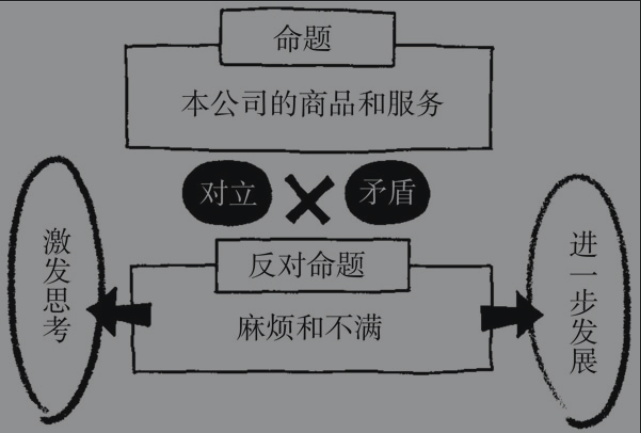 命题
本公司的商品和服务
对立
矛盾
反对命题
麻烦和不满
激发思考
进一步发展